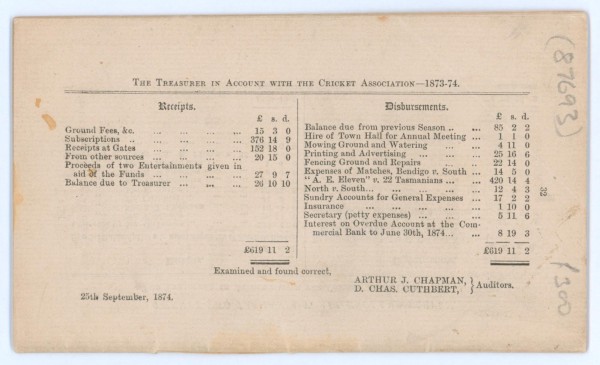 THE TREASURER IN ACCOUNT WITH THE CRICKET ASSOCIATION—1873-74.
Receipts.
£ s. d.
Ground Fees, &c. ... ... ... ... 15 3 0
Subscriptions .. ... ... ... ... 376 14 9
Receipts at Gates ... ... ... ... 152 18 0
From other sources ... ... ... ... 20 15 0
Proceeds of two Entertainments given in
aid of the Funds ... ... ... ... 27 9 7
Balance due to Treasurer ... ... ... 26 10 10
£619 11 2
Disbursements.
£ s. d.
Balance due from previous Season .. ... 85 2 2
Hire of Town Hall for Annual Meeting ... 1 1 0
Mowing Ground and Watering ... ... 4 11 0
Printing and Advertising ... ... ... 25 16 6
Fencing Ground and Repairs ... ... 22 14 0
Expenses of Matches, Bendigo v. South ... 14 5 0
"A. E. Eleven" v. 22 Tasmanians ... ... 420 14 4
North v. South... ... ... ... ... 12 4 3
Sundry Accounts for General Expenses ... 17 2 2
Insurance ... ... ... ... ... 1 10 0
Secretary (petty expenses) ... ... ... 5 11 6
Interest on Overdue Account at the Com-
mercial Bank to June 30th, 1874... ... 8 19 3
£619 11 2
Examined and found correct,
ARTHUR J. CHAPMAN, } Auditors.
D. CHAS. CUTHBERT,
25th September, 1874.
32
(87693)
£300